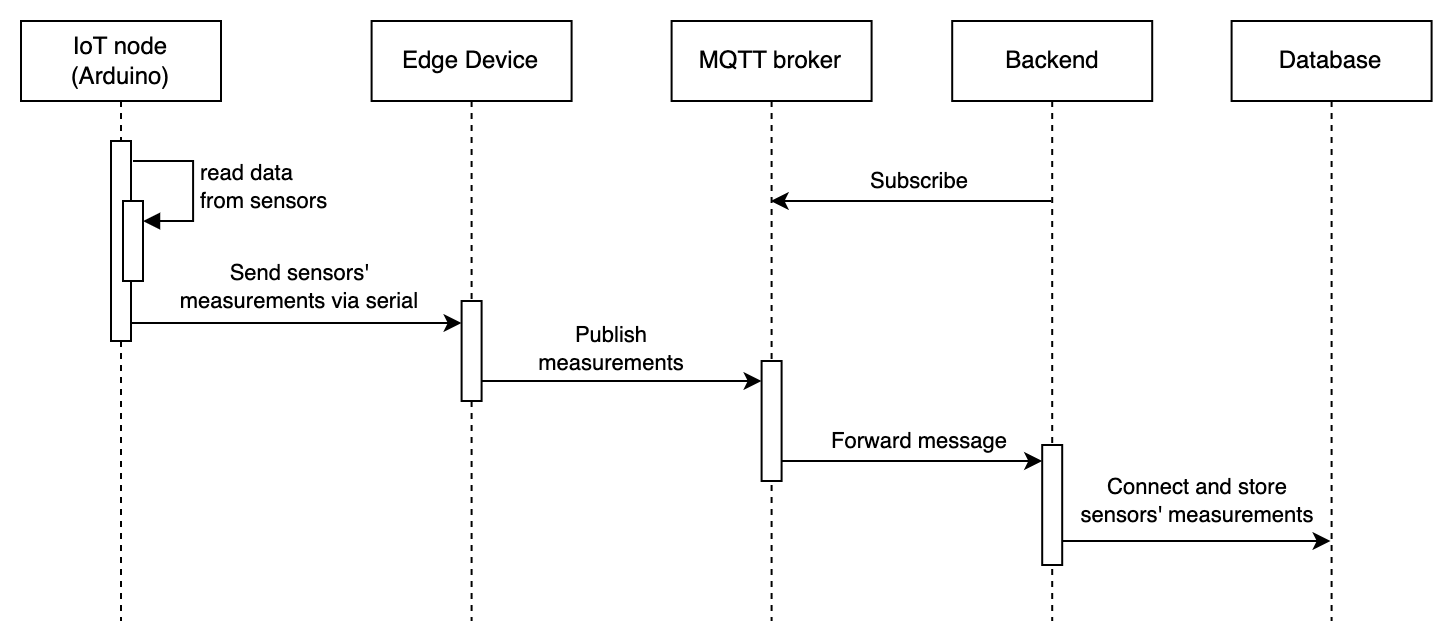 IoT node
(Arduino)
Edge Device
MQTT broker
Backend
Database
read data
from sensors
Subscribe
Send sensors'
measurements via serial
Publish
measurements
Forward message
Connect and store
sensors' measurements